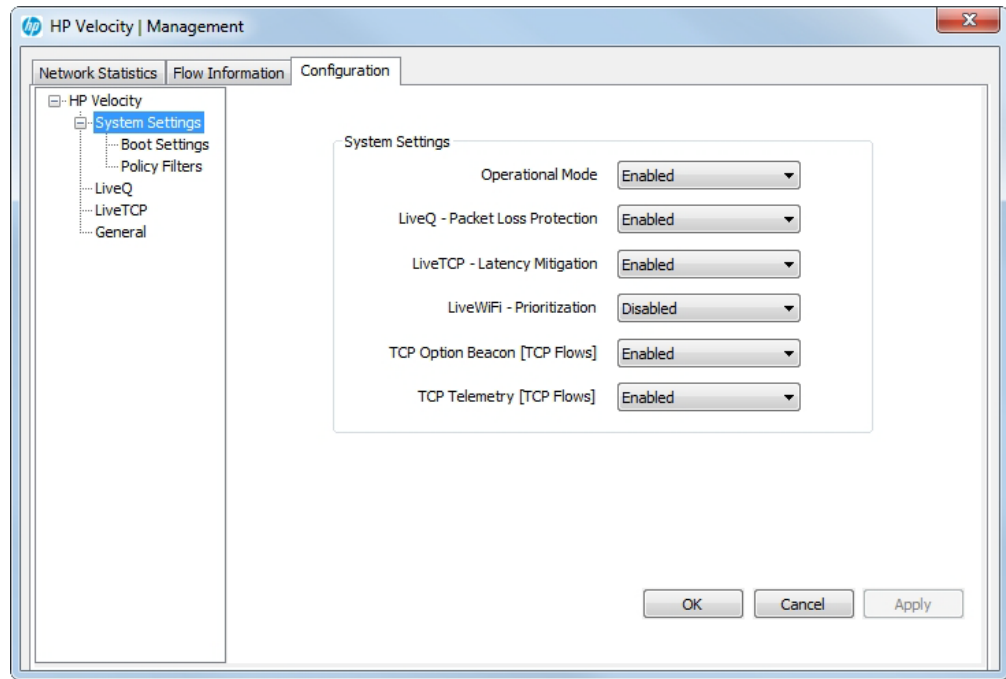 hp HP Velocity | Management
Network Statistics Flow Information Configuration
HP Velocity
System Settings
Boot Settings
Policy Filters
LiveQ
LiveTCP
General
System Settings
Operational Mode Enabled
LiveQ - Packet Loss Protection Enabled
LiveTCP - Latency Mitigation Enabled
LiveWiFi - Prioritization Disabled
TCP Option Beacon [TCP Flows] Enabled
TCP Telemetry [TCP Flows] Enabled
OK Cancel Apply